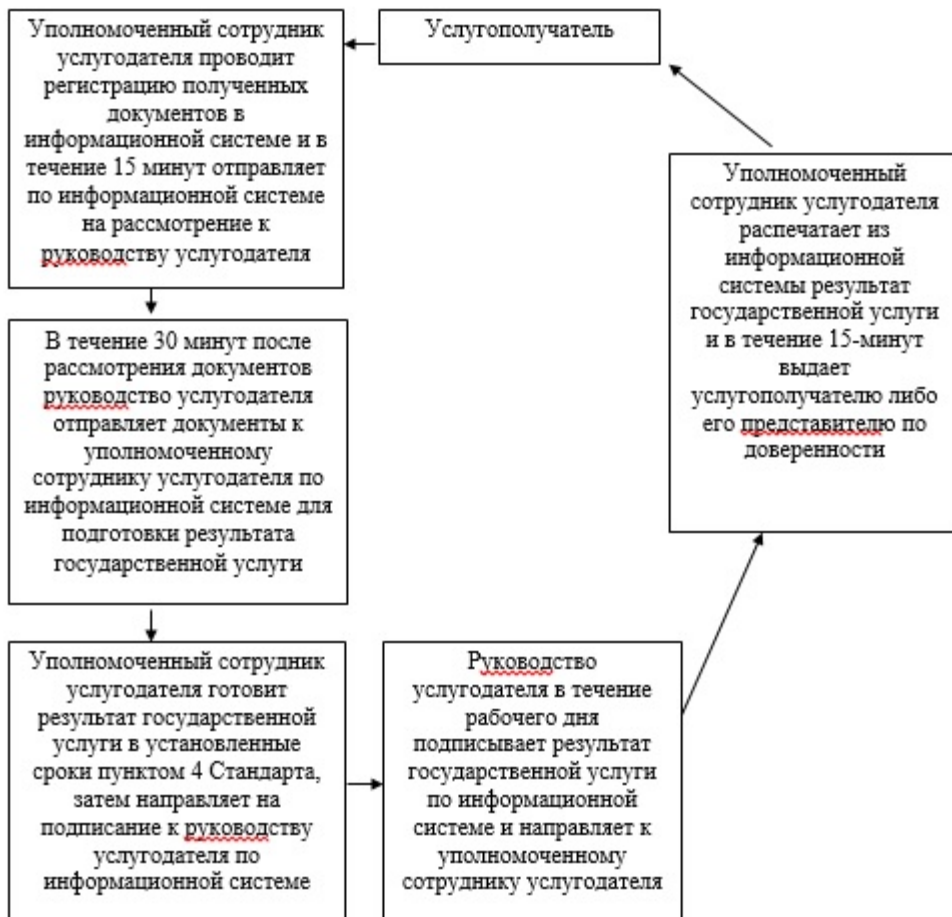 Услугополучатель
Уполномоченный сотрудник
услугодателя проводит
регистрацию полученных
документов в
информационной системе и в
течение 15 минут отправляет
по информационной системе
на рассмотрение к
руководству услугодателя
В течение 30 минут после
рассмотрения документов
руководство услугодателя
отправляет документы к
уполномоченному
сотруднику услугодателя по
информационной системе для
подготовки результата
государственной услуги
Уполномоченный сотрудник
услугодателя готовит
результат государственной
услуги в установленные
сроки пунктом 4 Стандарта,
затем направляет на
подписание к руководству
услугодателя по
информационной системе
Руководство
услугодателя в течение
рабочего дня
подписывает результат
государственной услуги
по информационной
системе и направляет к
уполномоченному
сотруднику услугодателя
Уполномоченный
сотрудник услугодателя
распечатает из
информационной
системы результат
государственной услуги
и в течение 15-минут
выдает
услугополучателю либо
его представителю по
доверенности